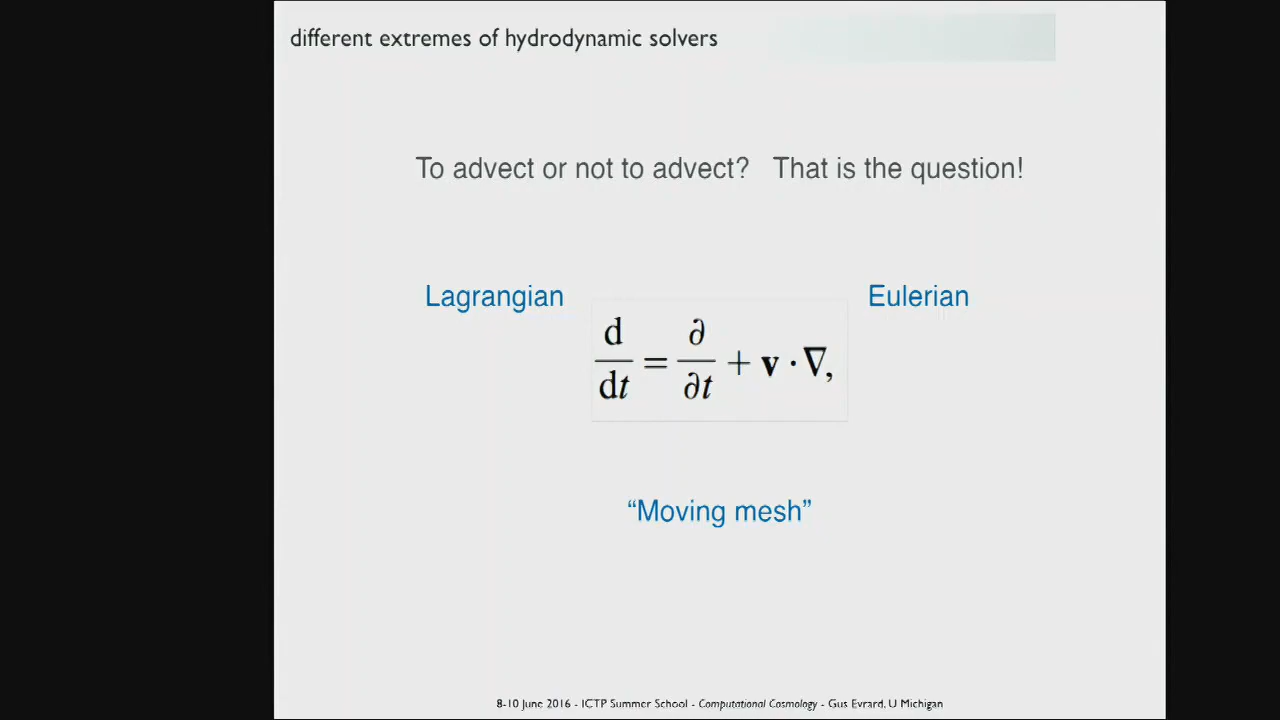 different extremes of hydrodynamic solvers
To advect or not to advect? That is the question!
Lagrangian
Eulerian
d/dt = ∂/∂t + v · ∇,
“Moving mesh”
8-10 June 2016 - ICTP Summer School - Computational Cosmology - Gus Evrard, U Michigan